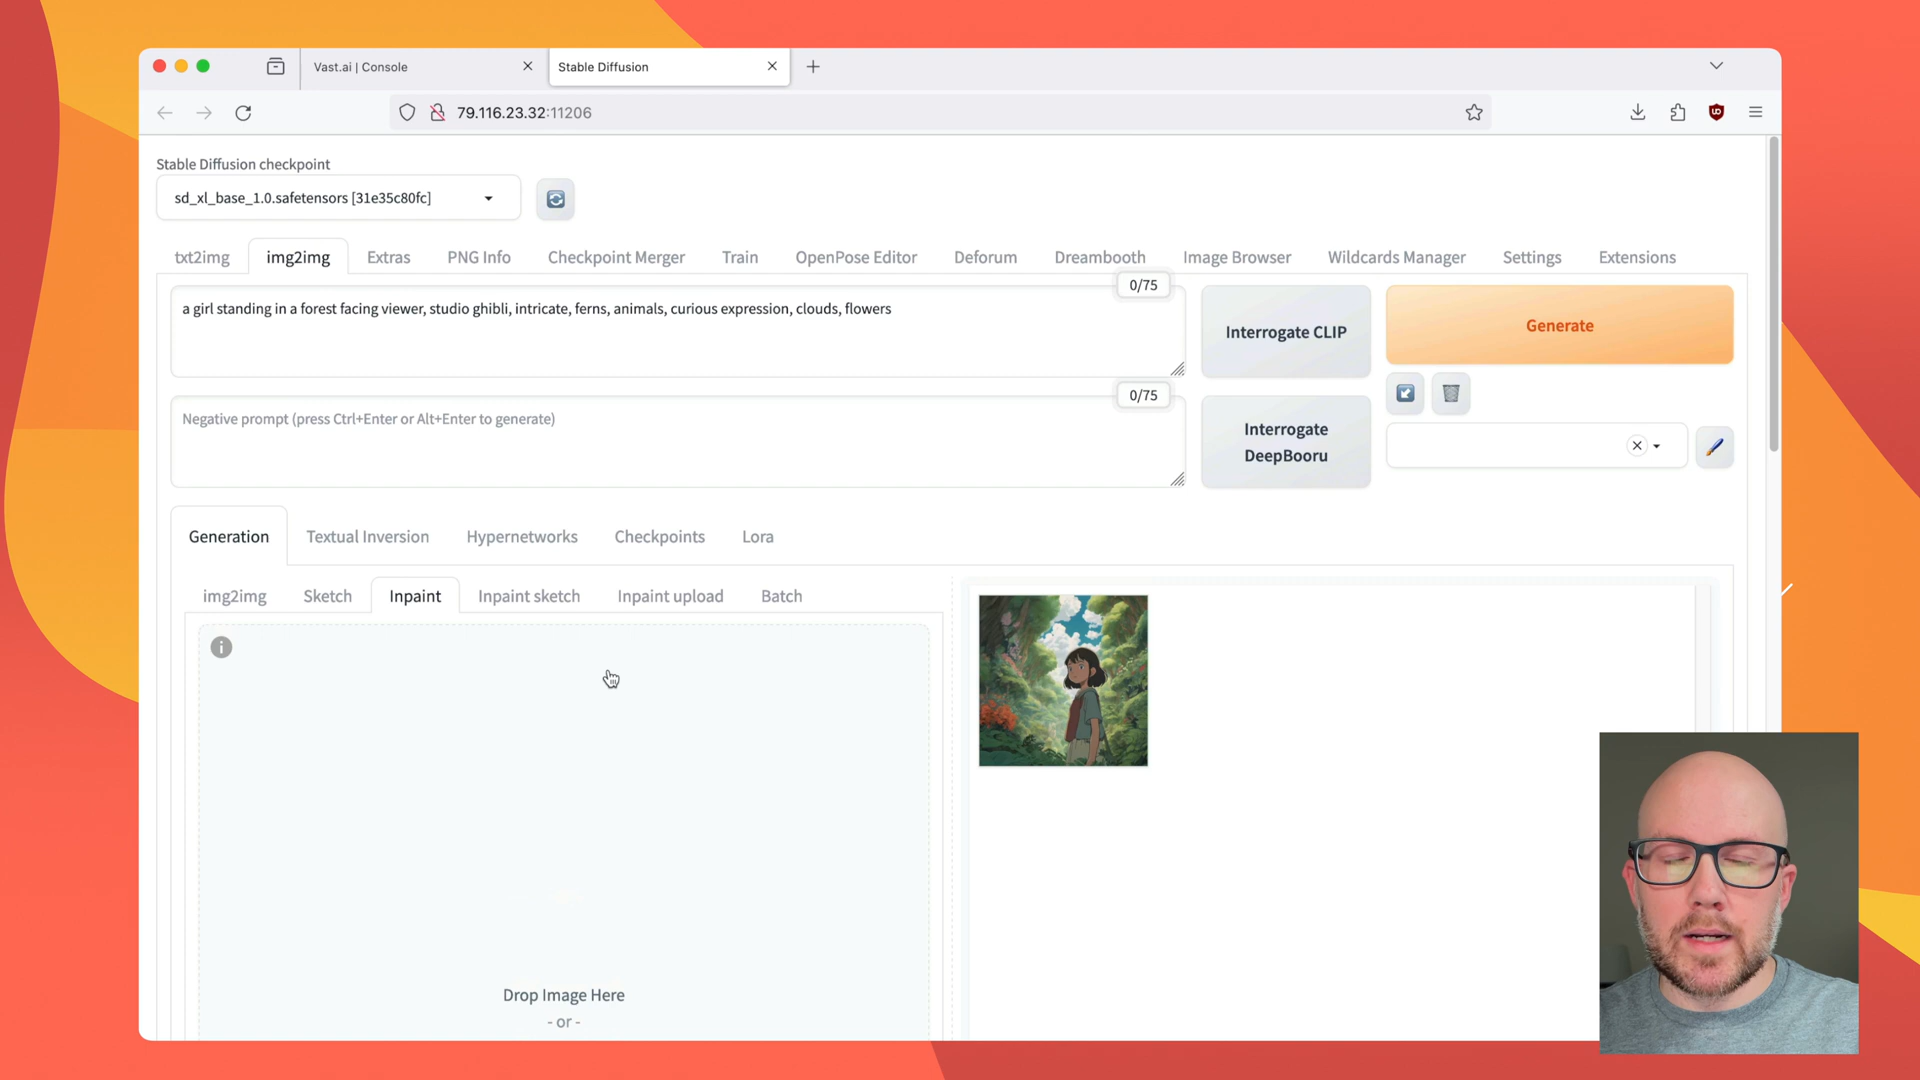 Vast.ai | Console
Stable Diffusion
79.116.23.32:11206
Stable Diffusion checkpoint
sd_xl_base_1.0.safetensors [31e35c80fc]
txt2img img2img Extras PNG Info Checkpoint Merger Train OpenPose Editor Deforum Dreambooth Image Browser Wildcards Manager Settings Extensions
0/75
a girl standing in a forest facing viewer, studio ghibli, intricate, ferns, animals, curious expression, clouds, flowers
Interrogate CLIP
Generate
0/75
Negative prompt (press Ctrl+Enter or Alt+Enter to generate)
Interrogate
DeepBooru
Generation Textual Inversion Hypernetworks Checkpoints Lora
img2img Sketch Inpaint Inpaint sketch Inpaint upload Batch
Drop Image Here
- or -